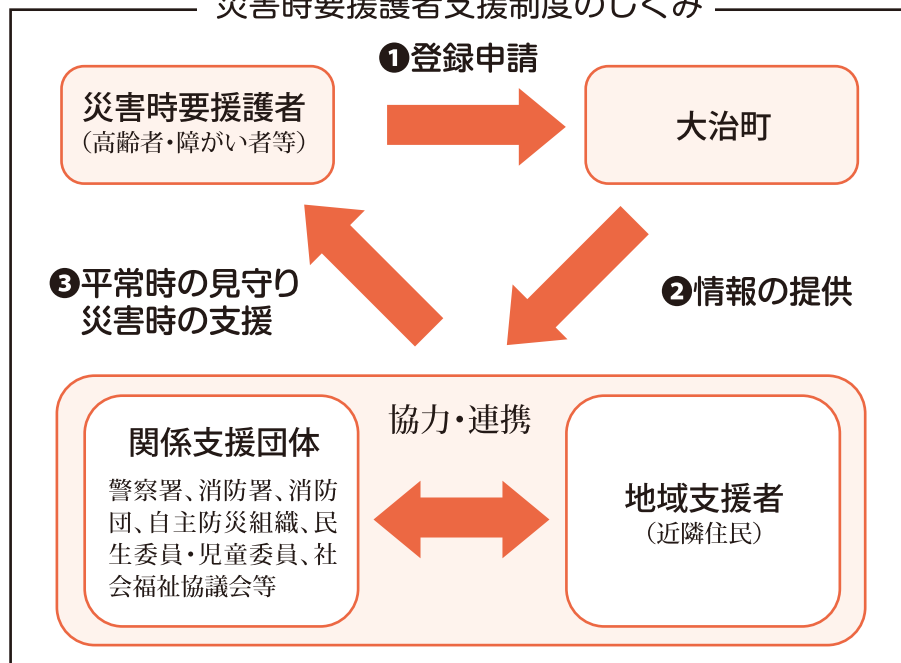 災害時要援護者支援制度のしくみ
❶登録申請
災害時要援護者
（高齢者・障がい者等）
大治町
❸平常時の見守り
災害時の支援
❷情報の提供
協力・連携
関係支援団体
警察署、消防署、消防
団、自主防災組織、民
生委員・児童委員、社
会福祉協議会等
地域支援者
（近隣住民）